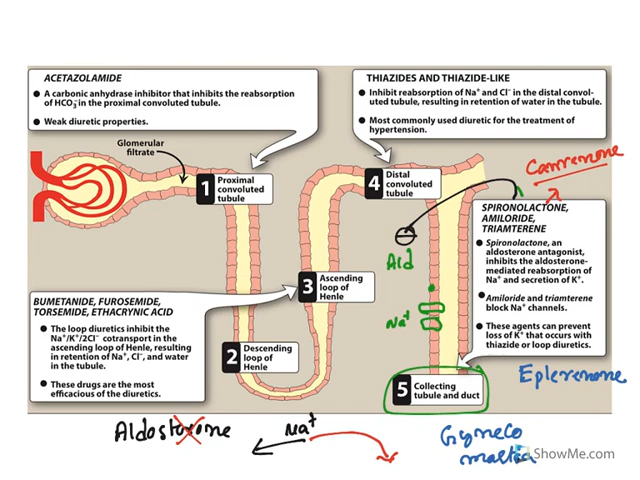 ACETAZOLAMIDE
● A carbonic anhydrase inhibitor that inhibits the reabsorption
of HCO₃⁻ in the proximal convoluted tubule.
● Weak diuretic properties.
THIAZIDES AND THIAZIDE-LIKE
● Inhibit reabsorption of Na⁺ and Cl⁻ in the distal convol-
uted tubule, resulting in retention of water in the tubule.
● Most commonly used diuretic for the treatment of
hypertension.
Glomerular
filtrate
1 Proximal
convoluted
tubule
4 Distal
convoluted
tubule
Canrenone
SPIRONOLACTONE,
AMILORIDE,
TRIAMTERENE
● Spironolactone, an
aldosterone antagonist,
inhibits the aldosterone-
mediated reabsorption of
Na⁺ and secretion of K⁺.
● Amiloride and triamterene
block Na⁺ channels.
● These agents can prevent
loss of K⁺ that occurs with
thiazide or loop diuretics.
Ald
Na⁺
3 Ascending
loop of
Henle
BUMETANIDE, FUROSEMIDE,
TORSEMIDE, ETHACRYNIC ACID
● The loop diuretics inhibit the
Na⁺/K⁺/2Cl⁻ cotransport in the
ascending loop of Henle, resulting
in retention of Na⁺, Cl⁻, and water
in the tubule.
● These drugs are the most
efficacious of the diuretics.
2 Descending
loop of
Henle
5 Collecting
tubule and duct
Eplerenone
Aldosterone
Na⁺
Gyneco
mastia
ShowMe.com